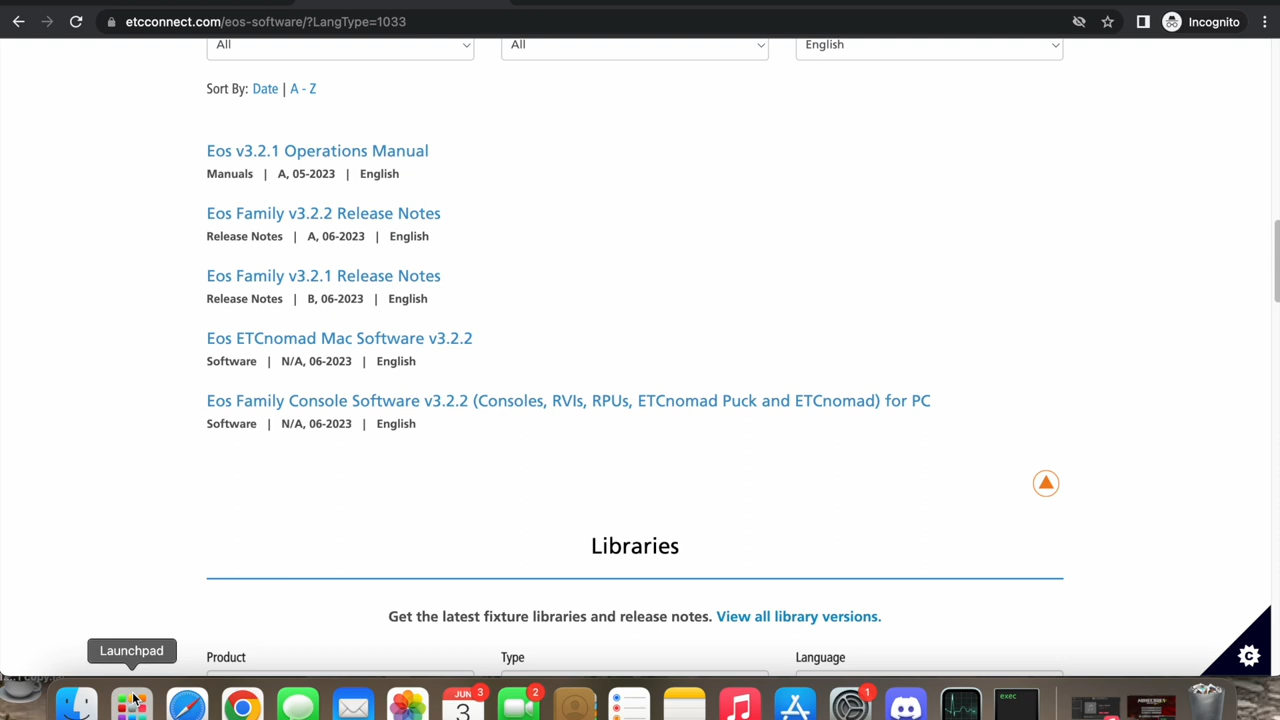 etcconnect.com/eos-software/?LangType=1033
Incognito
All
All
English
Sort By: Date | A - Z
Eos v3.2.1 Operations Manual
Manuals | A, 05-2023 | English
Eos Family v3.2.2 Release Notes
Release Notes | A, 06-2023 | English
Eos Family v3.2.1 Release Notes
Release Notes | B, 06-2023 | English
Eos ETCnomad Mac Software v3.2.2
Software | N/A, 06-2023 | English
Eos Family Console Software v3.2.2 (Consoles, RVIs, RPUs, ETCnomad Puck and ETCnomad) for PC
Software | N/A, 06-2023 | English
Libraries
Get the latest fixture libraries and release notes. View all library versions.
Launchpad
Product
Type
Language
JUN 3
3
2
1
exec